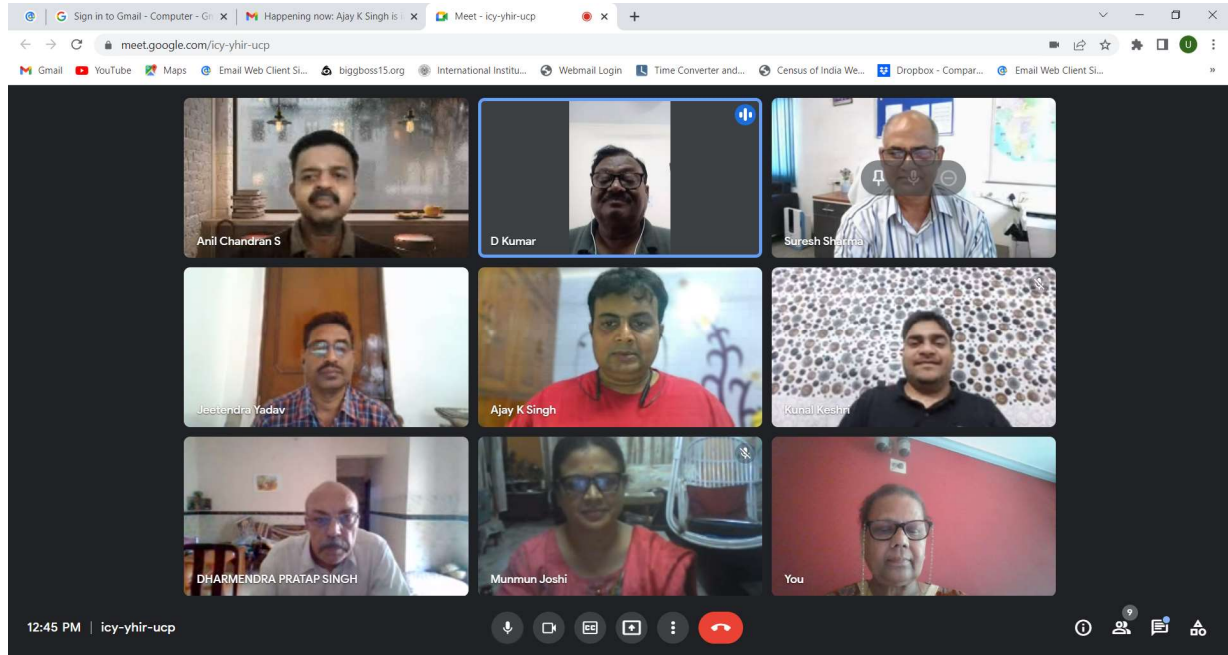 Sign in to Gmail - Computer - Gm
Happening now: Ajay K Singh is i
Meet - icy-yhir-ucp
meet.google.com/icy-yhir-ucp
U
Gmail
YouTube
Maps
Email Web Client Si...
biggboss15.org
International Institu...
Webmail Login
Time Converter and...
Census of India We...
Dropbox - Compar...
Email Web Client Si...
»
Anil Chandran S
D Kumar
Suresh Sharma
Jeetendra Yadav
Ajay K Singh
Kunal Keshri
DHARMENDRA PRATAP SINGH
Munmun Joshi
You
12:45 PM | icy-yhir-ucp
CC
9